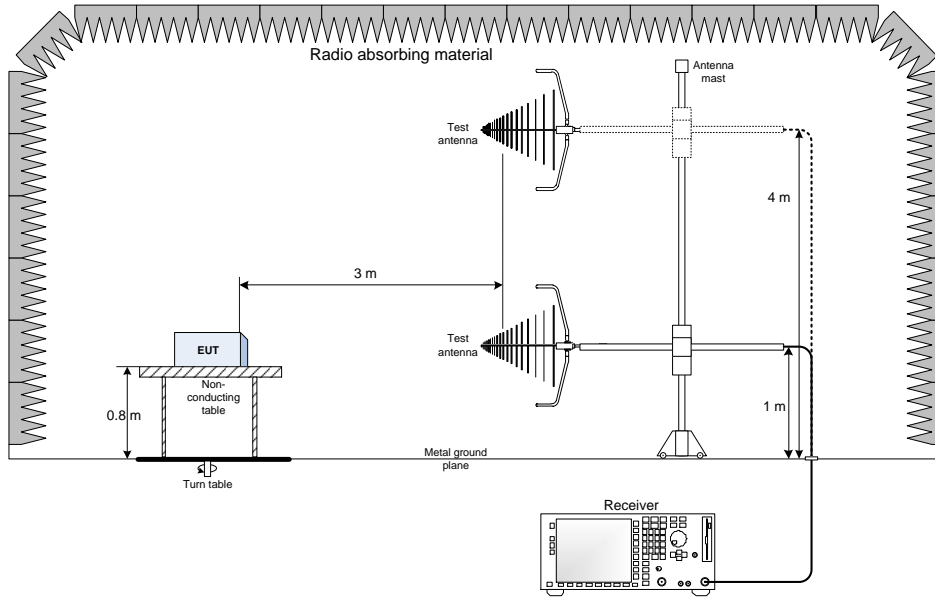 Radio absorbing material
Antenna
mast
Test
antenna
4 m
3 m
Test
antenna
EUT
Non-
conducting
table
0.8 m
1 m
Metal ground
plane
Turn table
Receiver